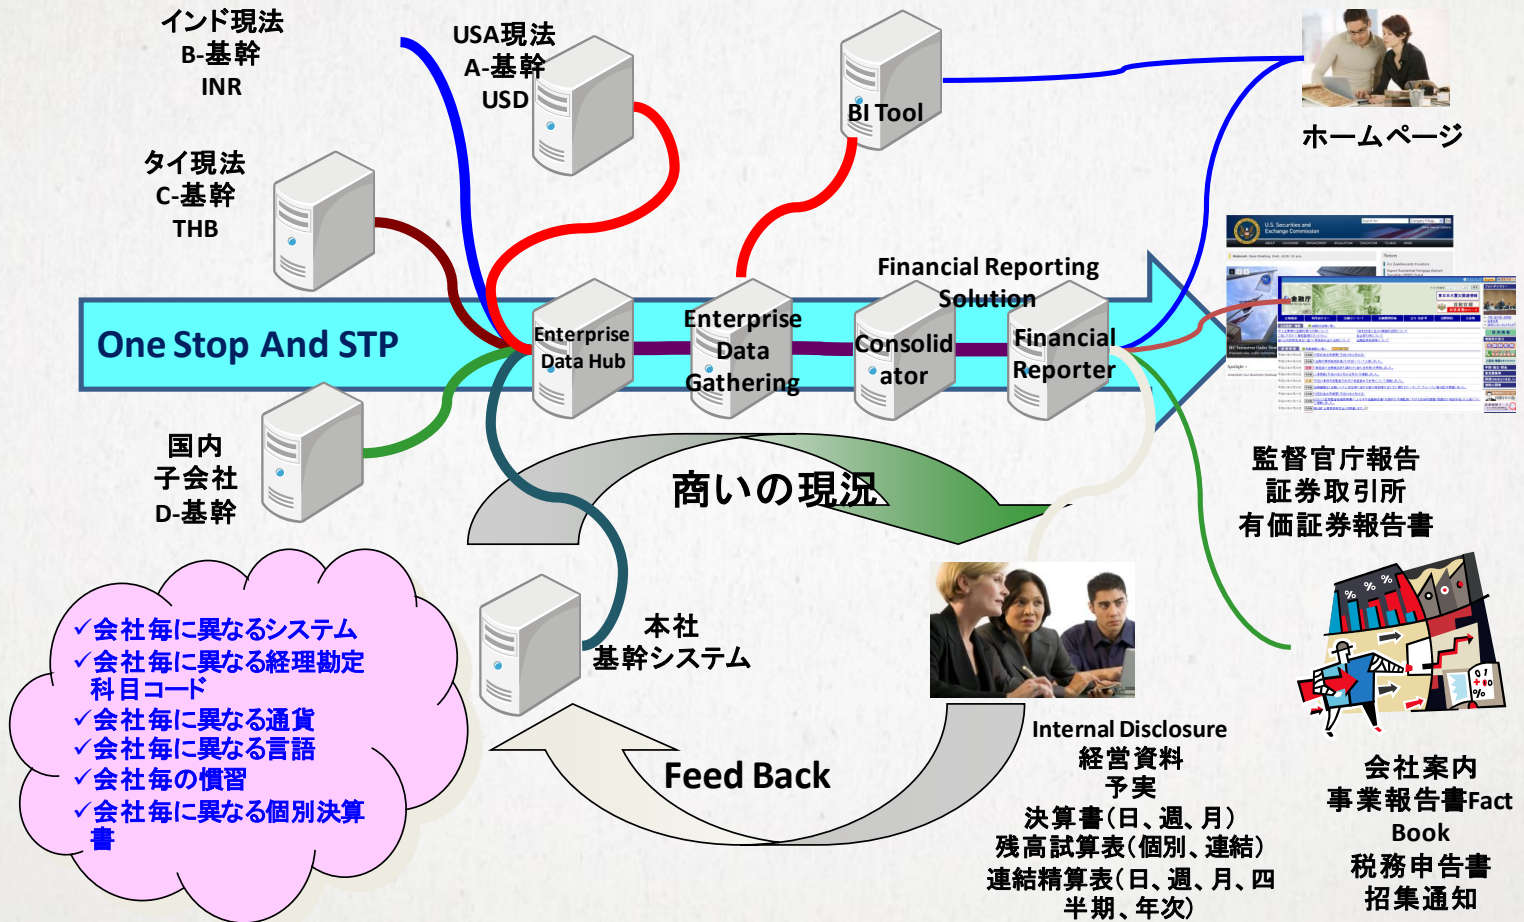 インド現法
B-基幹
INR
USA現法
A-基幹
USD
BI Tool
ホームページ
タイ現法
C-基幹
THB
U.S. Securities and
Exchange Commission
Financial Reporting
Solution
金融庁
One Stop And STP
Enterprise
Data Hub
Enterprise
Data
Gathering
Consolid
ator
Financial
Reporter
国内
子会社
D-基幹
商いの現況
監督官庁報告
証券取引所
有価証券報告書
✓会社毎に異なるシステム
✓会社毎に異なる経理勘定
科目コード
✓会社毎に異なる通貨
✓会社毎に異なる言語
✓会社毎の慣習
✓会社毎に異なる個別決算
書
本社
基幹システム
Feed Back
Internal Disclosure
経営資料
予実
決算書(日、週、月)
残高試算表(個別、連結)
連結精算表(日、週、月、四
半期、年次)
会社案内
事業報告書Fact
Book
税務申告書
招集通知